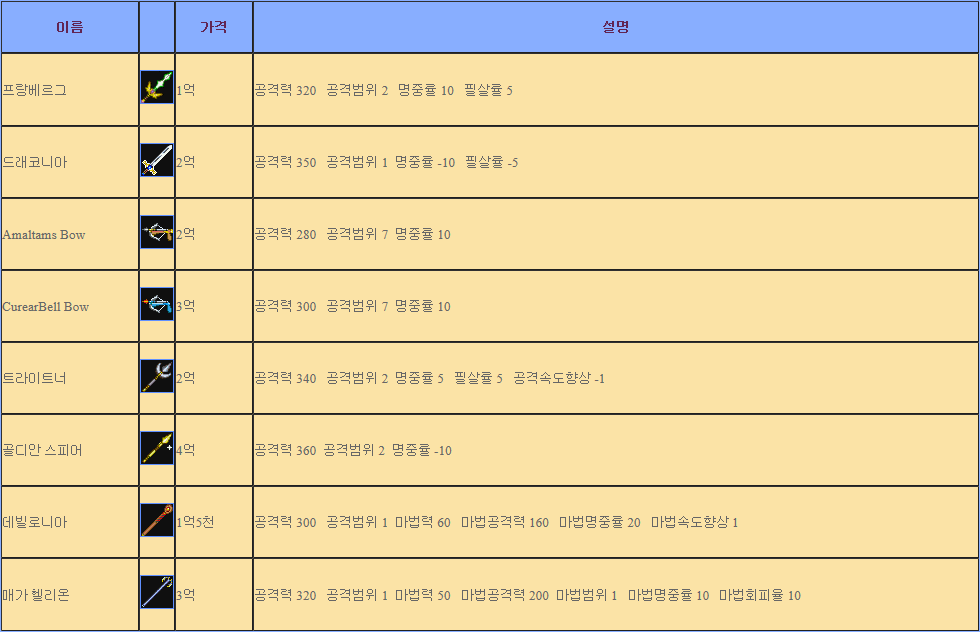 이름 가격 설명
프랑베르그 1억 공격력 320 공격범위 2 명중률 10 필살률 5
드래코니아 2억 공격력 350 공격범위 1 명중률 -10 필살률 -5
Amaltams Bow 2억 공격력 280 공격범위 7 명중률 10
CurearBell Bow 3억 공격력 300 공격범위 7 명중률 10
트라이트너 2억 공격력 340 공격범위 2 명중률 5 필살률 5 공격속도향상 -1
골디안 스피어 4억 공격력 360 공격범위 2 명중률 -10
데빌로니아 1억5천 공격력 300 공격범위 1 마법력 60 마법공격력 160 마법명중률 20 마법속도향상 1
매가 헬리온 3억 공격력 320 공격범위 1 마법력 50 마법공격력 200 마법범위 1 마법명중률 10 마법회피율 10